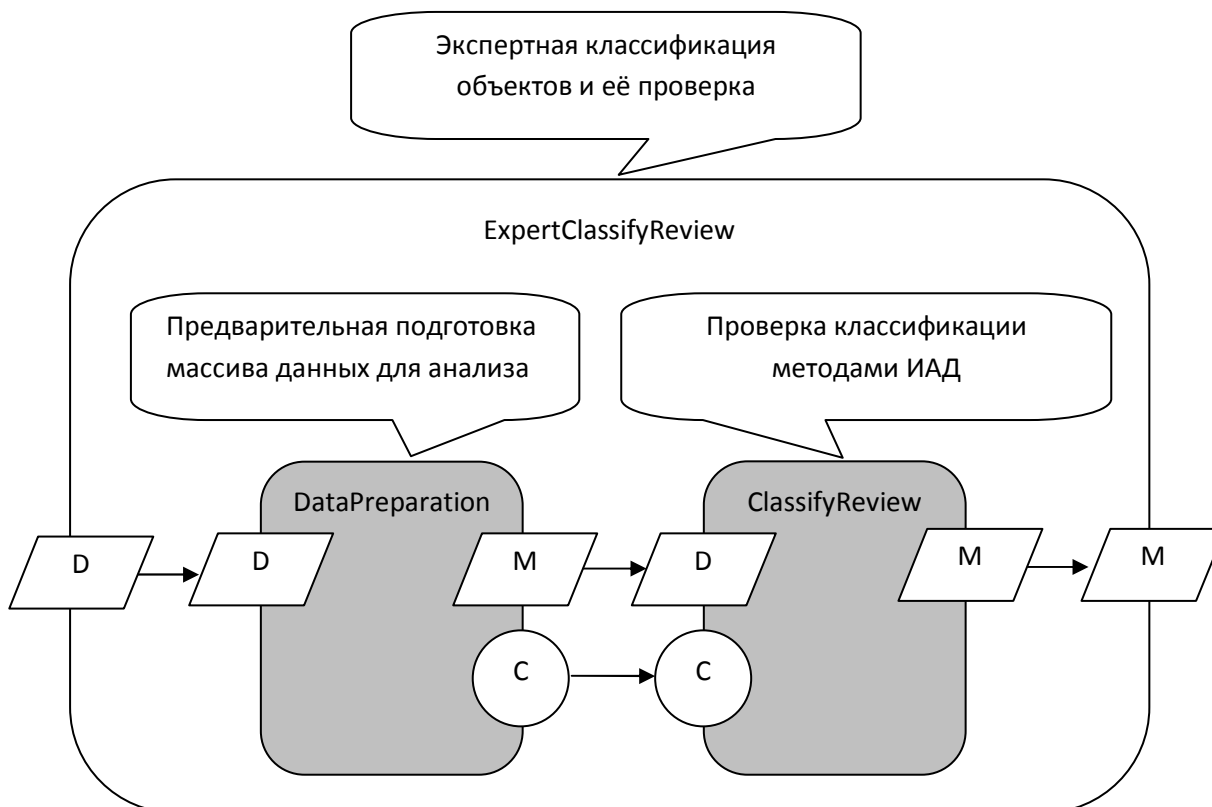 Экспертная классификация
объектов и её проверка
ExpertClassifyReview
Предварительная подготовка
массива данных для анализа
Проверка классификации
методами ИАД
DataPreparation
ClassifyReview
D
D
M
D
M
M
C
C